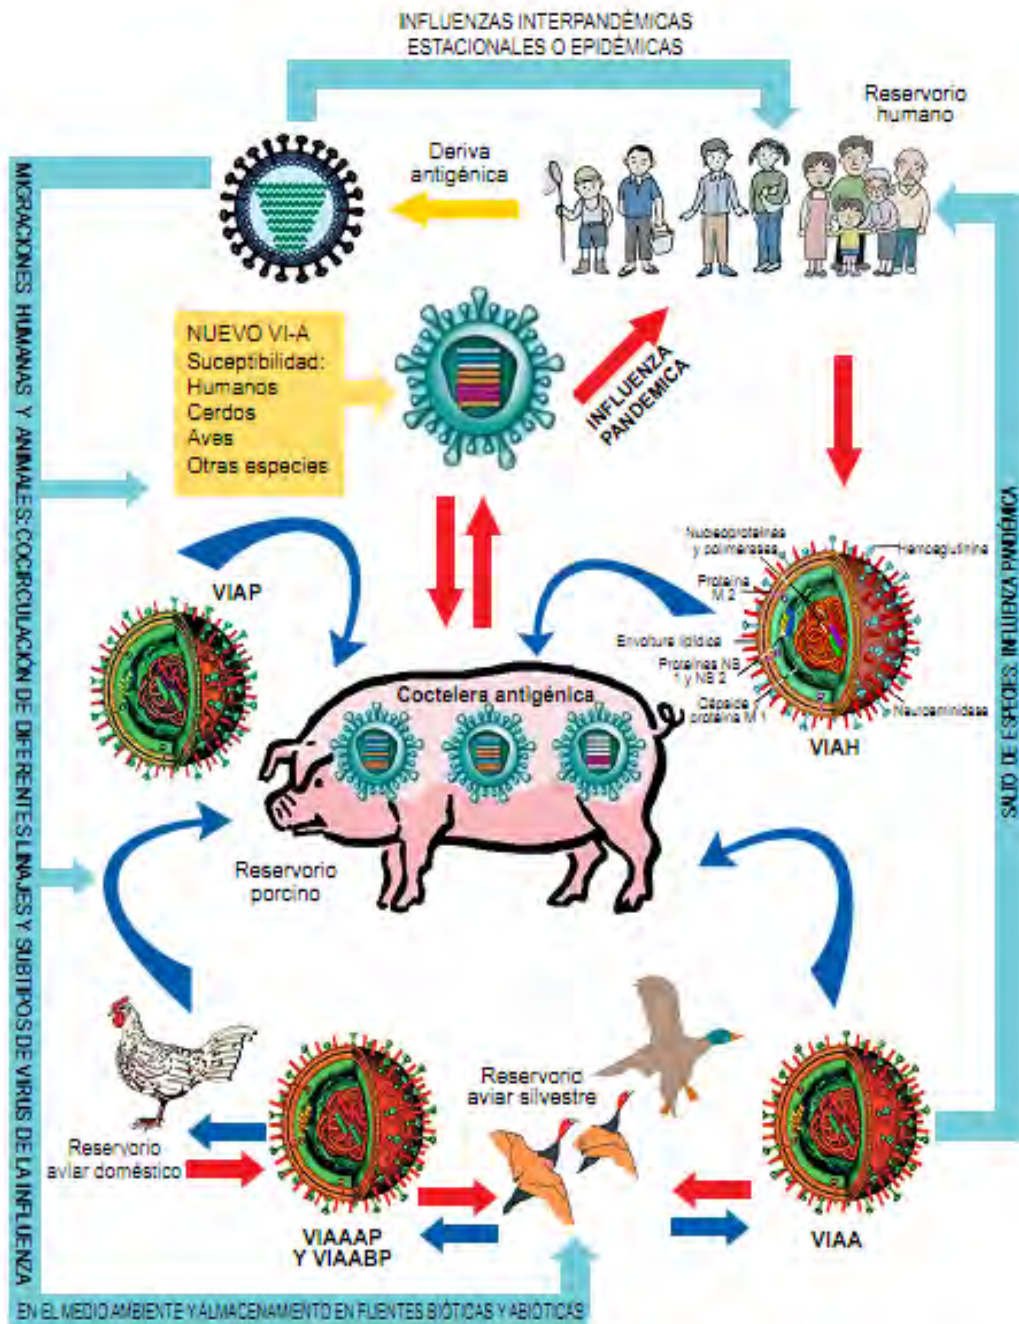 INFLUENZAS INTERPANDÉMICAS
ESTACIONALES O EPIDÉMICAS
Reservorio
humano
Deriva
antigénica
NUEVO VI-A
Suceptibilidad:
Humanos
Cerdos
Aves
Otras especies
INFLUENZA
PANDEMICA
MIGRACIONES HUMANAS Y ANIMALES: COCIRCULACIÓN DE DIFERENTES LINAJES Y SUBTIPOS DE VIRUS DE LA INFLUENZA
SALTO DE ESPECIES: INFLUENZA PANDÉMICA
VIAP
Nucleoproteínas
y polimerasas
Hemaglutinina
Proteína
M 2
Envoltura lipídica
Proteínas NS
1 y NS 2
Cápside y
proteína M 1
Neuroaminidasa
VIAH
Coctelera antigénica
Reservorio
porcino
Reservorio
aviar silvestre
Reservorio
aviar doméstico
VIAAAP
Y VIAABP
VIAA
EN EL MEDIO AMBIENTE Y ALMACENAMIENTO EN FUENTES BIÓTICAS Y ABIÓTICAS